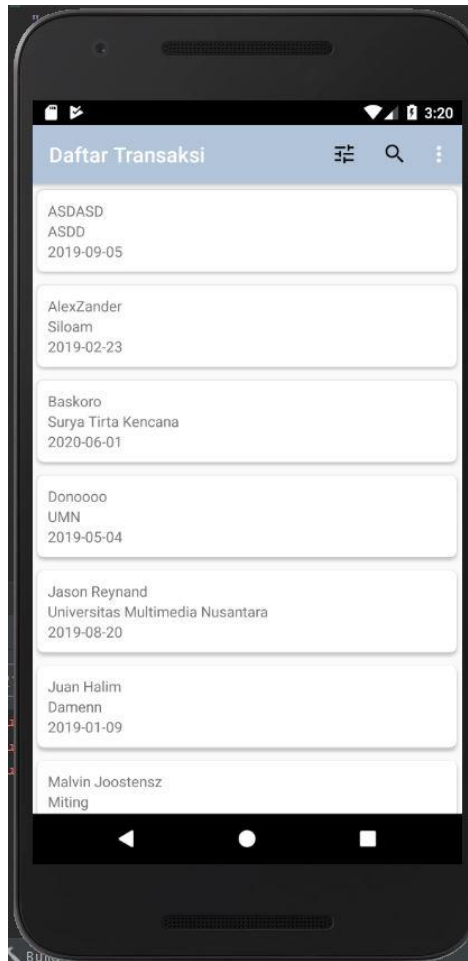 3:20
Daftar Transaksi
ASDASD
ASDD
2019-09-05
AlexZander
Siloam
2019-02-23
Baskoro
Surya Tirta Kencana
2020-06-01
Donoooo
UMN
2019-05-04
Jason Reynand
Universitas Multimedia Nusantara
2019-08-20
Juan Halim
Damenn
2019-01-09
Malvin Joostensz
Miting